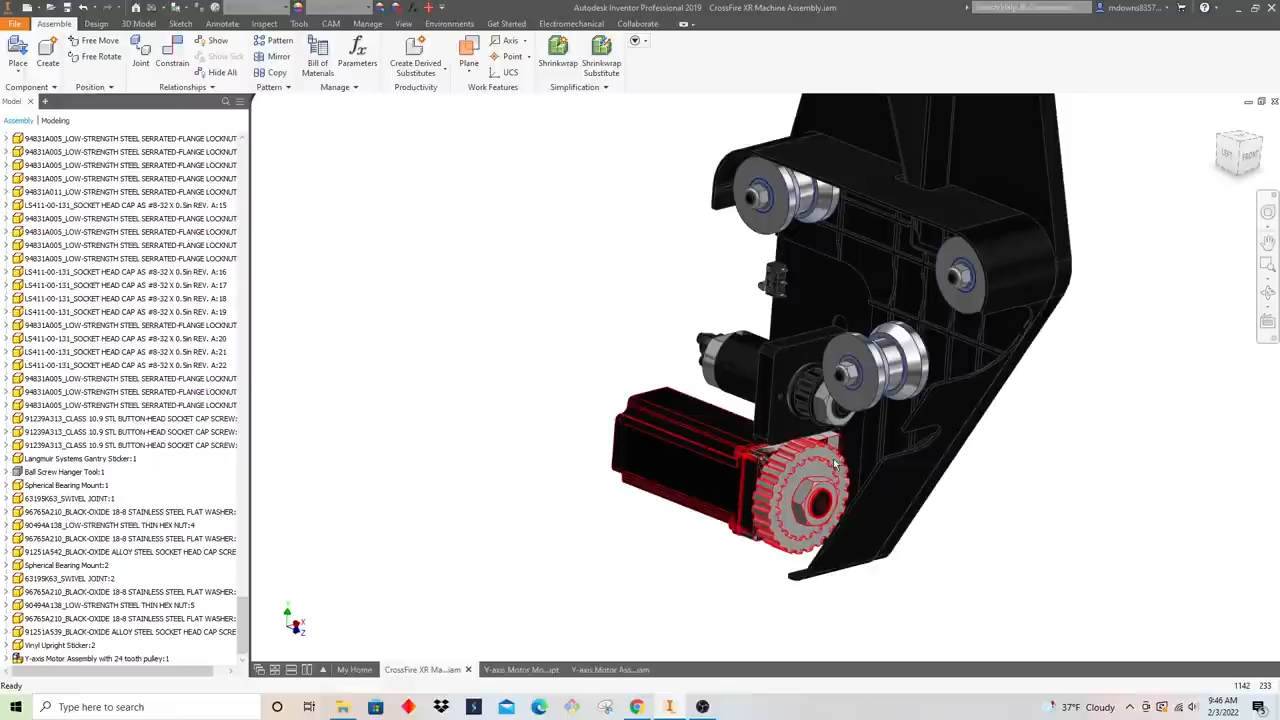 Autodesk Inventor Professional 2019 CrossFire XR Machine Assembly.iam
mdowns8357...
File Assemble Design 3D Model Sketch Annotate Inspect Tools CAM Manage View Environments Get Started Electromechanical Collaborate
Place
Create
Free Move
Free Rotate
Joint
Constrain
Show
Show Sick
Hide All
Pattern
Mirror
Copy
Bill of
Materials
Parameters
Create Derived
Substitutes
Plane
Axis
Point
UCS
Shrinkwrap
Shrinkwrap
Substitute
Component Position Relationships Pattern Manage Productivity Work Features Simplification
Model
Assembly Modeling
94831A005_LOW-STRENGTH STEEL SERRATED-FLANGE LOCKNUT
94831A005_LOW-STRENGTH STEEL SERRATED-FLANGE LOCKNUT
94831A005_LOW-STRENGTH STEEL SERRATED-FLANGE LOCKNUT
94831A005_LOW-STRENGTH STEEL SERRATED-FLANGE LOCKNUT
94831A011_LOW-STRENGTH STEEL SERRATED-FLANGE LOCKNUT
LS411-00-131_SOCKET HEAD CAP AS #8-32 X 0.5in REV. A:15
94831A005_LOW-STRENGTH STEEL SERRATED-FLANGE LOCKNUT
94831A005_LOW-STRENGTH STEEL SERRATED-FLANGE LOCKNUT
94831A005_LOW-STRENGTH STEEL SERRATED-FLANGE LOCKNUT
94831A005_LOW-STRENGTH STEEL SERRATED-FLANGE LOCKNUT
LS411-00-131_SOCKET HEAD CAP AS #8-32 X 0.5in REV. A:16
LS411-00-131_SOCKET HEAD CAP AS #8-32 X 0.5in REV. A:17
LS411-00-131_SOCKET HEAD CAP AS #8-32 X 0.5in REV. A:18
LS411-00-131_SOCKET HEAD CAP AS #8-32 X 0.5in REV. A:19
94831A005_LOW-STRENGTH STEEL SERRATED-FLANGE LOCKNUT
LS411-00-131_SOCKET HEAD CAP AS #8-32 X 0.5in REV. A:20
LS411-00-131_SOCKET HEAD CAP AS #8-32 X 0.5in REV. A:21
LS411-00-131_SOCKET HEAD CAP AS #8-32 X 0.5in REV. A:22
94831A005_LOW-STRENGTH STEEL SERRATED-FLANGE LOCKNUT
94831A005_LOW-STRENGTH STEEL SERRATED-FLANGE LOCKNUT
94831A005_LOW-STRENGTH STEEL SERRATED-FLANGE LOCKNUT
91239A313_CLASS 10.9 STL BUTTON-HEAD SOCKET CAP SCREW:
91239A313_CLASS 10.9 STL BUTTON-HEAD SOCKET CAP SCREW:
91239A313_CLASS 10.9 STL BUTTON-HEAD SOCKET CAP SCREW:
Langmuir Systems Gantry Sticker:1
Ball Screw Hanger Tool:1
Spherical Bearing Mount:1
63195K63_SWIVEL JOINT:1
96765A210_BLACK-OXIDE 18-8 STAINLESS STEEL FLAT WASHER:
90494A138_LOW-STRENGTH STEEL THIN HEX NUT:4
96765A210_BLACK-OXIDE 18-8 STAINLESS STEEL FLAT WASHER:
91251A542_BLACK-OXIDE ALLOY STEEL SOCKET HEAD CAP SCRE
Spherical Bearing Mount:2
63195K63_SWIVEL JOINT:2
96765A210_BLACK-OXIDE 18-8 STAINLESS STEEL FLAT WASHER:
90494A138_LOW-STRENGTH STEEL THIN HEX NUT:5
96765A210_BLACK-OXIDE 18-8 STAINLESS STEEL FLAT WASHER:
91251A539_BLACK-OXIDE ALLOY STEEL SOCKET HEAD CAP SCRE
Vinyl Upright Sticker:2
Y-axis Motor Assembly with 24 tooth pulley:1
LEFT FRONT
Y
X
Z
My Home CrossFire XR Ma...iam Y-axis Motor Mo...ipt Y-axis Motor Ass...iam
Ready 1142 233
Type here to search
37°F Cloudy
9:46 AM
2/3/2022